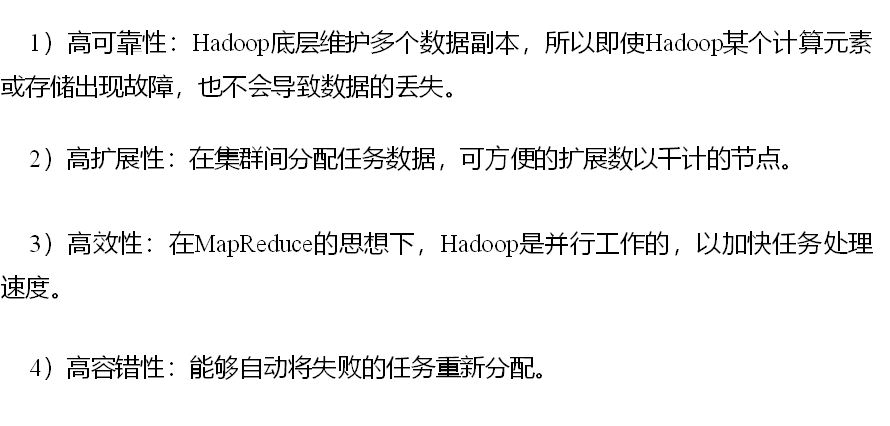 1）高可靠性：Hadoop底层维护多个数据副本，所以即使Hadoop某个计算元素
或存储出现故障，也不会导致数据的丢失。
2）高扩展性：在集群间分配任务数据，可方便的扩展数以千计的节点。
3）高效性：在MapReduce的思想下，Hadoop是并行工作的，以加快任务处理
速度。
4）高容错性：能够自动将失败的任务重新分配。